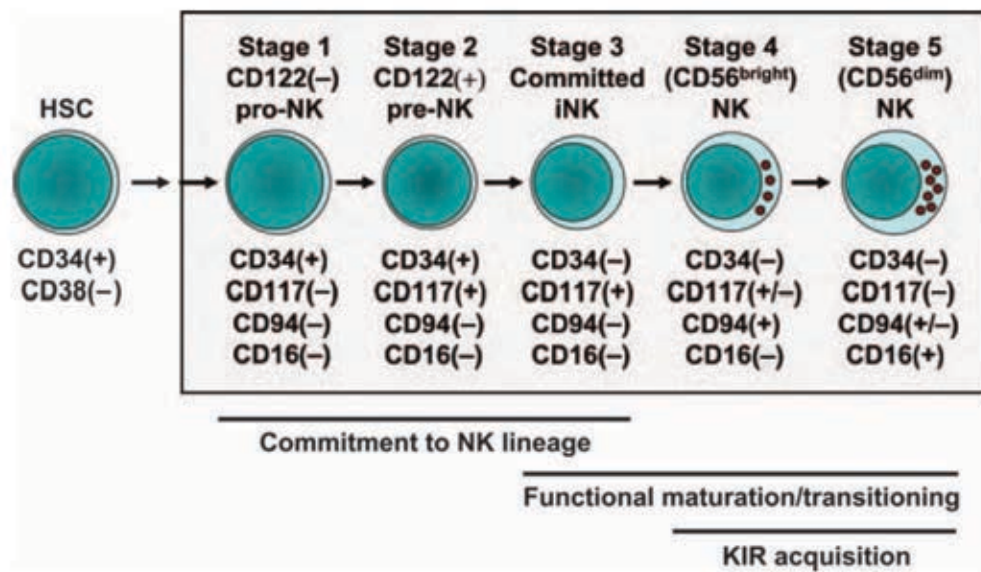 HSC
CD34(+)
CD38(–)
Stage 1
CD122(–)
pro-NK
CD34(+)
CD117(–)
CD94(–)
CD16(–)
Stage 2
CD122(+)
pre-NK
CD34(+)
CD117(+)
CD94(–)
CD16(–)
Stage 3
Committed
iNK
CD34(–)
CD117(+)
CD94(–)
CD16(–)
Stage 4
(CD56bright)
NK
CD34(–)
CD117(+/–)
CD94(+)
CD16(–)
Stage 5
(CD56dim)
NK
CD34(–)
CD117(–)
CD94(+/–)
CD16(+)
Commitment to NK lineage
Functional maturation/transitioning
KIR acquisition